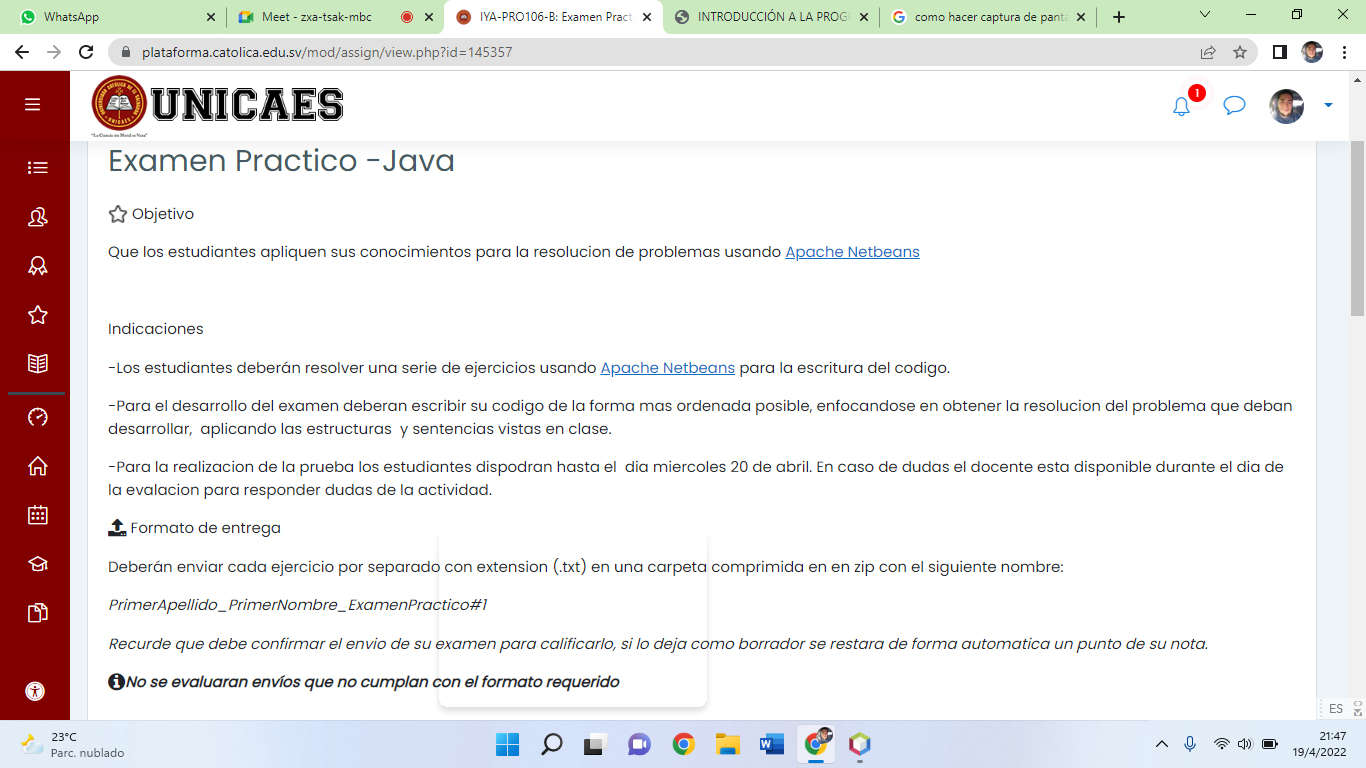 WhatsApp
Meet - zxa-tsak-mbc
IYA-PRO106-B: Examen Pract
INTRODUCCIÓN A LA PROG
como hacer captura de panta
plataforma.catolica.edu.sv/mod/assign/view.php?id=145357
UNICAES
1
Examen Practico -Java
Objetivo
Que los estudiantes apliquen sus conocimientos para la resolucion de problemas usando Apache Netbeans
Indicaciones
-Los estudiantes deberán resolver una serie de ejercicios usando Apache Netbeans para la escritura del codigo.
-Para el desarrollo del examen deberan escribir su codigo de la forma mas ordenada posible, enfocandose en obtener la resolucion del problema que deban
desarrollar, aplicando las estructuras y sentencias vistas en clase.
-Para la realizacion de la prueba los estudiantes dispodran hasta el dia miercoles 20 de abril. En caso de dudas el docente esta disponible durante el dia de
la evalacion para responder dudas de la actividad.
Formato de entrega
Deberán enviar cada ejercicio por separado con extension (.txt) en una carpeta comprimida en en zip con el siguiente nombre:
PrimerApellido_PrimerNombre_ExamenPractico#1
Recurde que debe confirmar el envio de su examen para calificarlo, si lo deja como borrador se restara de forma automatica un punto de su nota.
No se evaluaran envíos que no cumplan con el formato requerido
ES
23°C
Parc. nublado
21:47
19/4/2022